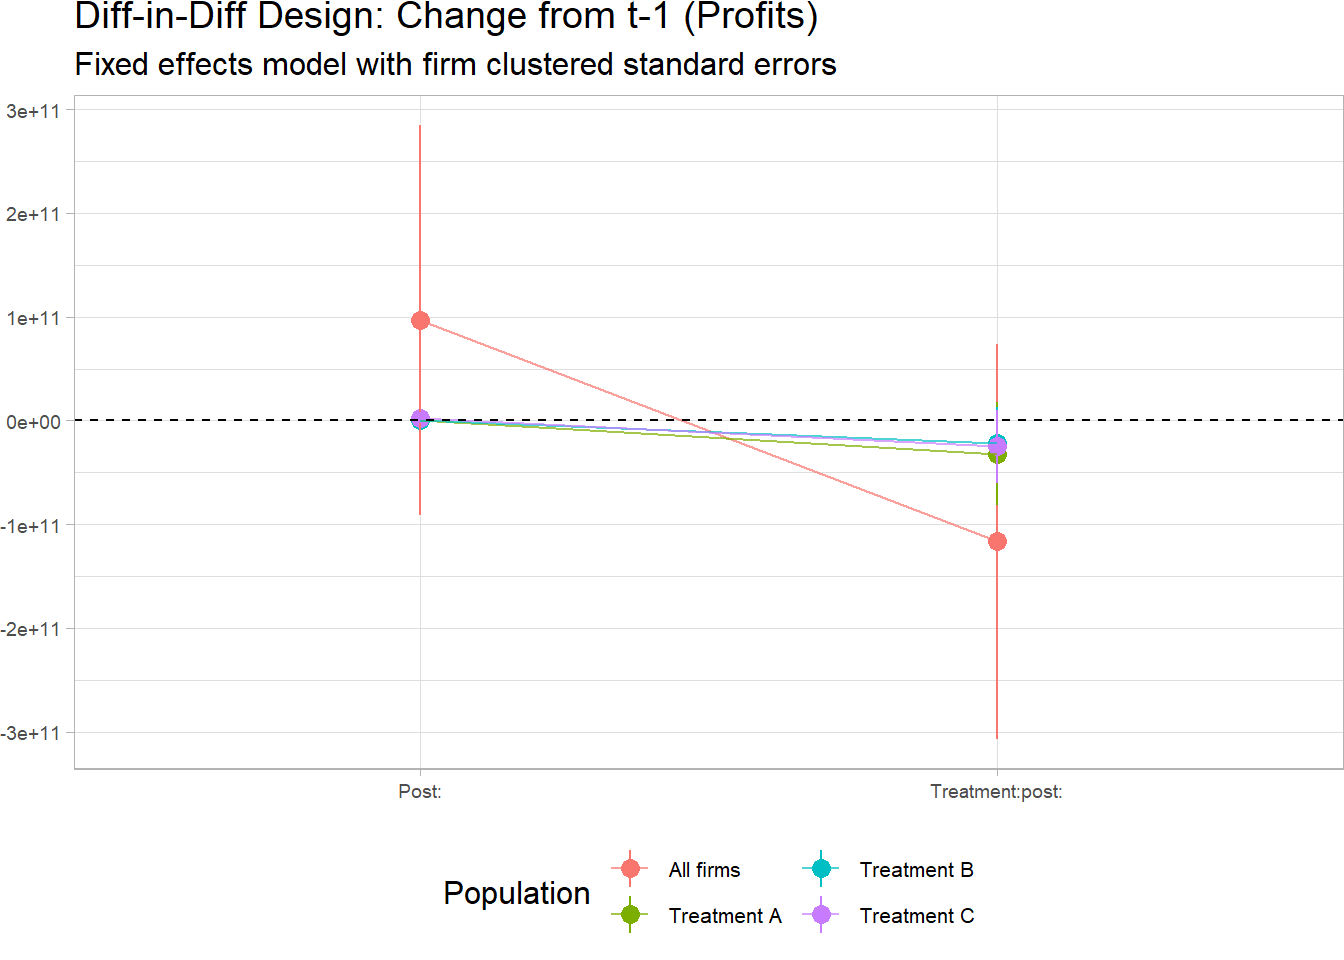 Diff-in-Diff Design: Change from t-1 (Profits)
Fixed effects model with firm clustered standard errors
3e+11
2e+11
1e+11
0e+00
-1e+11
-2e+11
-3e+11
Post:
Treatment:post:
Population
All firms
Treatment A
Treatment B
Treatment C